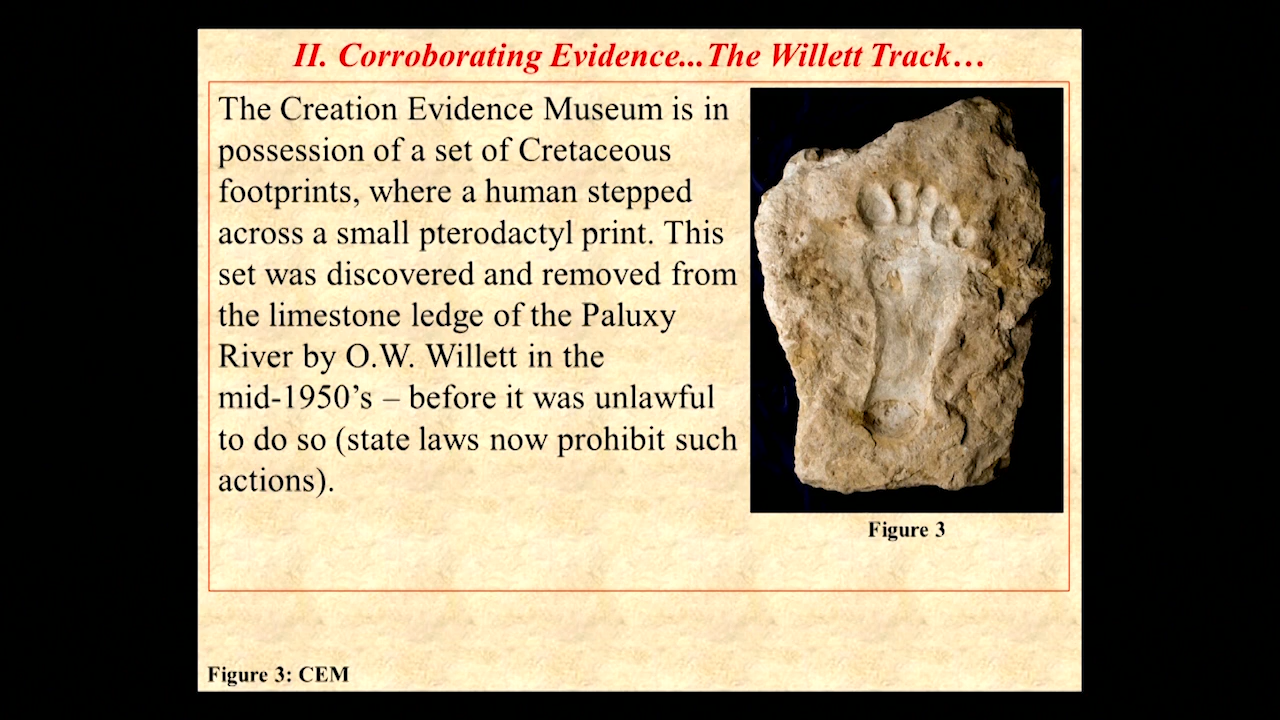 II. Corroborating Evidence...The Willett Track…
The Creation Evidence Museum is in
possession of a set of Cretaceous
footprints, where a human stepped
across a small pterodactyl print. This
set was discovered and removed from
the limestone ledge of the Paluxy
River by O.W. Willett in the
mid-1950’s – before it was unlawful
to do so (state laws now prohibit such
actions).
Figure 3
Figure 3: CEM